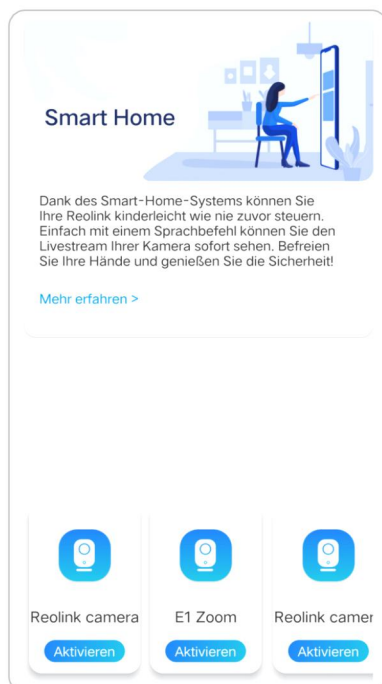 Smart Home
Dank des Smart-Home-Systems können Sie
Ihre Reolink kinderleicht wie nie zuvor steuern.
Einfach mit einem Sprachbefehl können Sie den
Livestream Ihrer Kamera sofort sehen. Befreien
Sie Ihre Hände und genießen Sie die Sicherheit!
Mehr erfahren >
Reolink camera
E1 Zoom
Reolink camer
Aktivieren
Aktivieren
Aktivieren